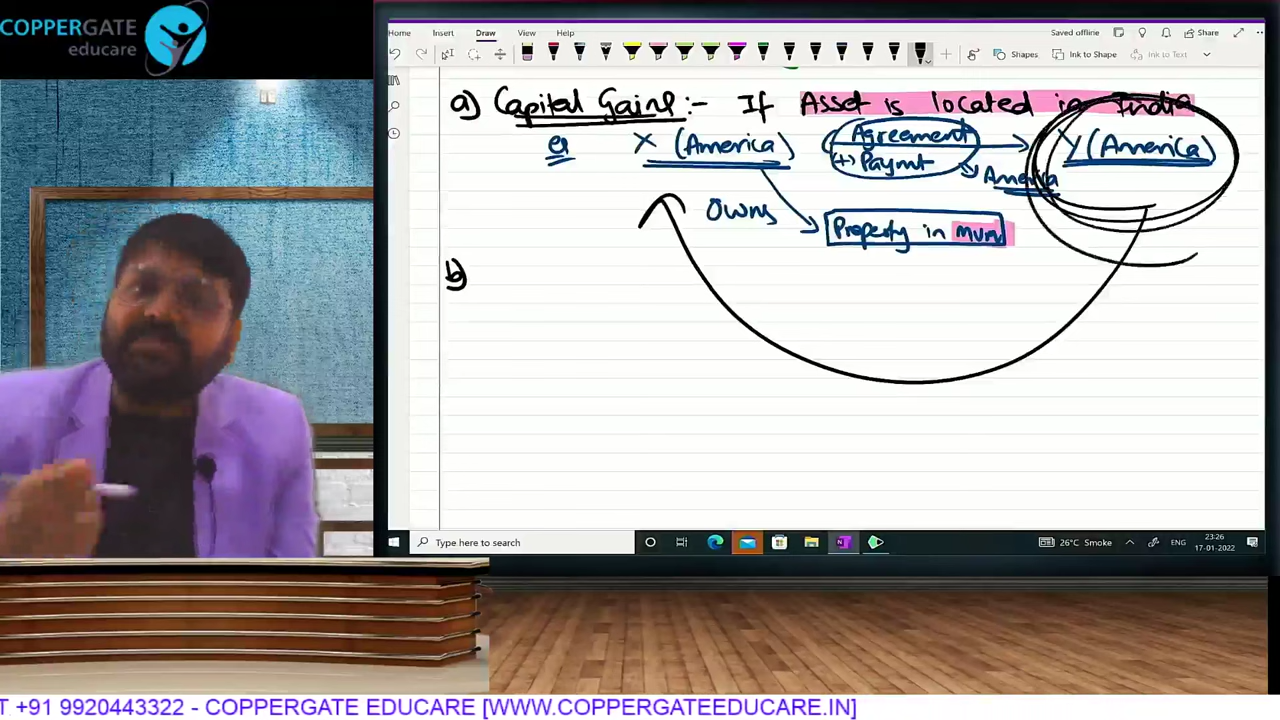 COPPERGATE
educare
Home Insert Draw View Help
Saved offline
Share
Shapes
Ink to Shape
Ink to Text
a) Capital Gains :- If Asset is located in India
eg X (America) Agreement Y (America)
(+) Paymt America
Owns Property in mum
b)
Type here to search
26°C Smoke
ENG
23:26
17-01-2022
T +91 9920443322 - COPPERGATE EDUCARE [WWW.COPPERGATEEDUCARE.IN]